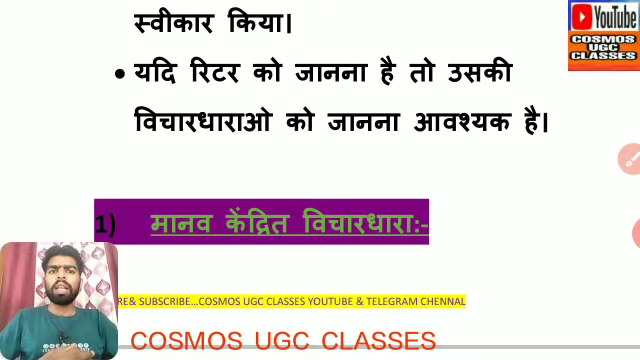 स्वीकार किया।
YouTube
COSMOS
UGC
CLASSES
• यदि रिटर को जानना है तो उसकी
विचारधाराओ को जानना आवश्यक है।
1) मानव केंद्रित विचारधारा:-
RE& SUBSCRIBE...COSMOS UGC CLASSES YOUTUBE & TELEGRAM CHENNAL
COSMOS UGC CLASSES